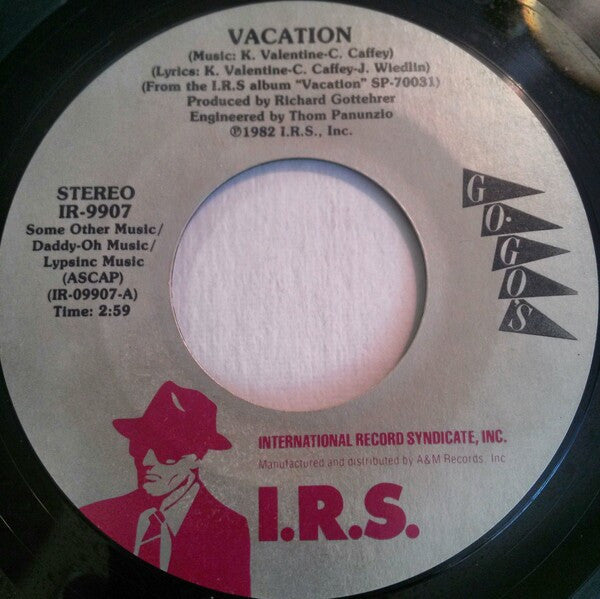 VACATION
(Music: K. Valentine-C. Caffey)
(Lyrics: K. Valentine-C. Caffey-J. Wiedlin)
(From the I.R.S album "Vacation" SP-70031)
Produced by Richard Gottehrer
Engineered by Thom Panunzio
℗1982 I.R.S., Inc.
STEREO
IR-9907
Some Other Music/
Daddy-Oh Music/
Lypsinc Music
(ASCAP)
(IR-09907-A)
Time: 2:59
GO-GO'S
INTERNATIONAL RECORD SYNDICATE, INC.
Manufactured and distributed by A&M Records, Inc
I.R.S.